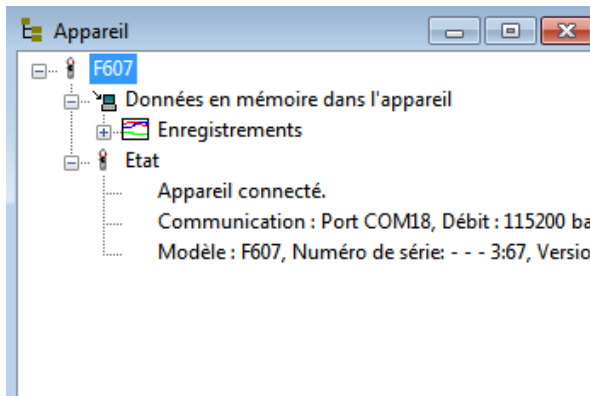 Appareil
F607
Données en mémoire dans l'appareil
Enregistrements
Etat
Appareil connecté.
Communication : Port COM18, Débit : 115200 ba
Modèle : F607, Numéro de série: - - - 3:67, Versio